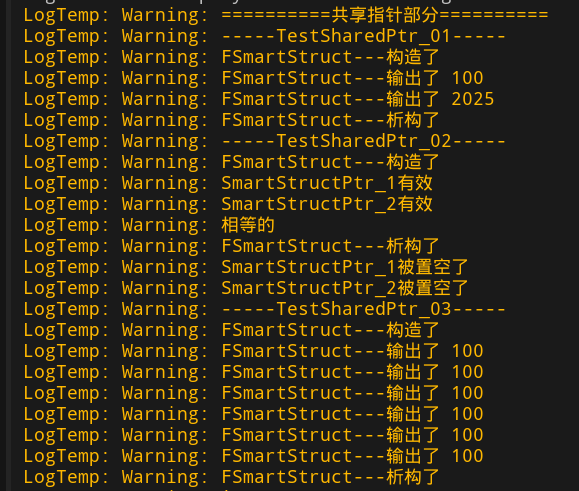 LogTemp: Warning: ==========共享指针部分==========
LogTemp: Warning: -----TestSharedPtr_01-----
LogTemp: Warning: FSmartStruct---构造了
LogTemp: Warning: FSmartStruct---输出了 100
LogTemp: Warning: FSmartStruct---输出了 2025
LogTemp: Warning: FSmartStruct---析构了
LogTemp: Warning: -----TestSharedPtr_02-----
LogTemp: Warning: FSmartStruct---构造了
LogTemp: Warning: SmartStructPtr_1有效
LogTemp: Warning: SmartStructPtr_2有效
LogTemp: Warning: 相等的
LogTemp: Warning: FSmartStruct---析构了
LogTemp: Warning: SmartStructPtr_1被置空了
LogTemp: Warning: SmartStructPtr_2被置空了
LogTemp: Warning: -----TestSharedPtr_03-----
LogTemp: Warning: FSmartStruct---构造了
LogTemp: Warning: FSmartStruct---输出了 100
LogTemp: Warning: FSmartStruct---输出了 100
LogTemp: Warning: FSmartStruct---输出了 100
LogTemp: Warning: FSmartStruct---输出了 100
LogTemp: Warning: FSmartStruct---输出了 100
LogTemp: Warning: FSmartStruct---输出了 100
LogTemp: Warning: FSmartStruct---析构了